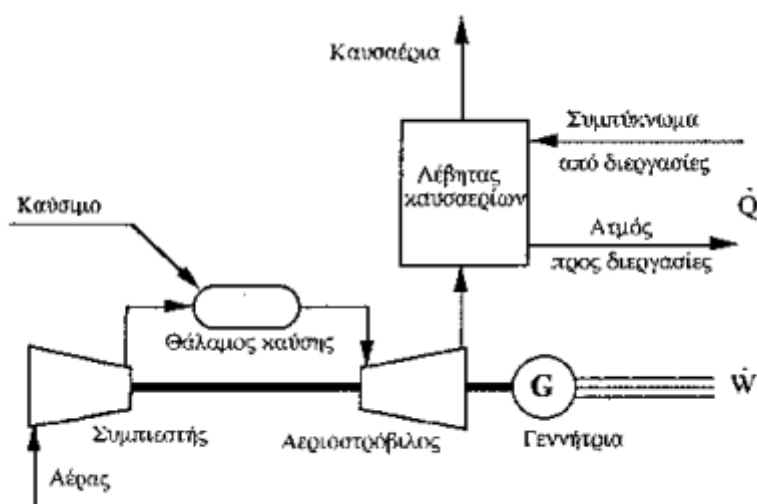 Καυσαέρια
Συμπύκνωμα
από διεργασίες
Λέβητας
καυσαερίων
Q̇
Ατμός
προς διεργασίες
Καύσιμο
Θάλαμος καύσης
G
Ẇ
Συμπιεστής
Αεριοστρόβιλος
Γεννήτρια
Αέρας